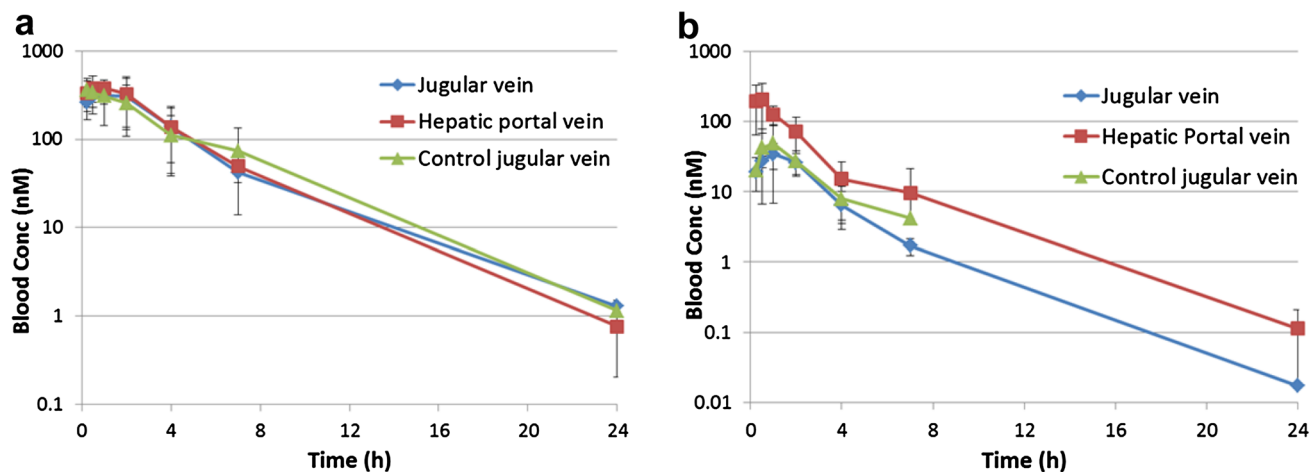 a
1000
100
10
1
0.1
Blood Conc (nM)
0 4 8 12 16 20 24
Time (h)
Jugular vein
Hepatic portal vein
Control jugular vein
b
1000
100
10
1
0.1
0.01
Blood Conc (nM)
0 4 8 12 16 20 24
Time (h)
Jugular vein
Hepatic Portal vein
Control jugular vein